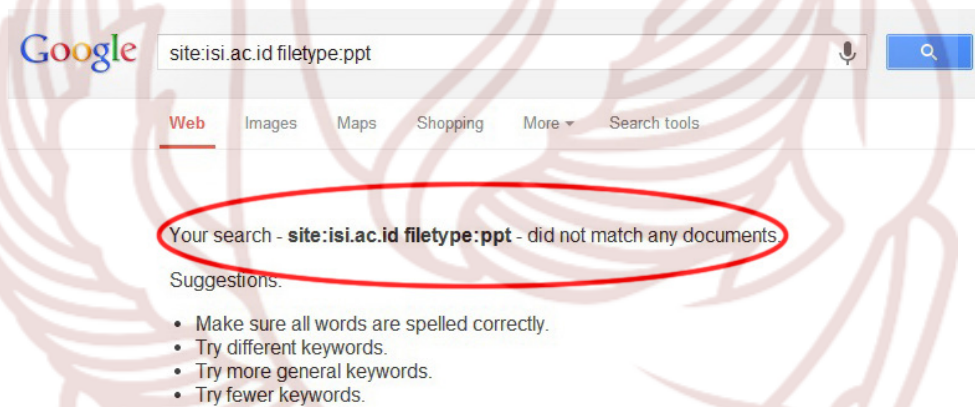 Google site:isi.ac.id filetype:ppt
Web Images Maps Shopping More Search tools
Your search - site:isi.ac.id filetype:ppt - did not match any documents.
Suggestions:
• Make sure all words are spelled correctly.
• Try different keywords.
• Try more general keywords.
• Try fewer keywords.